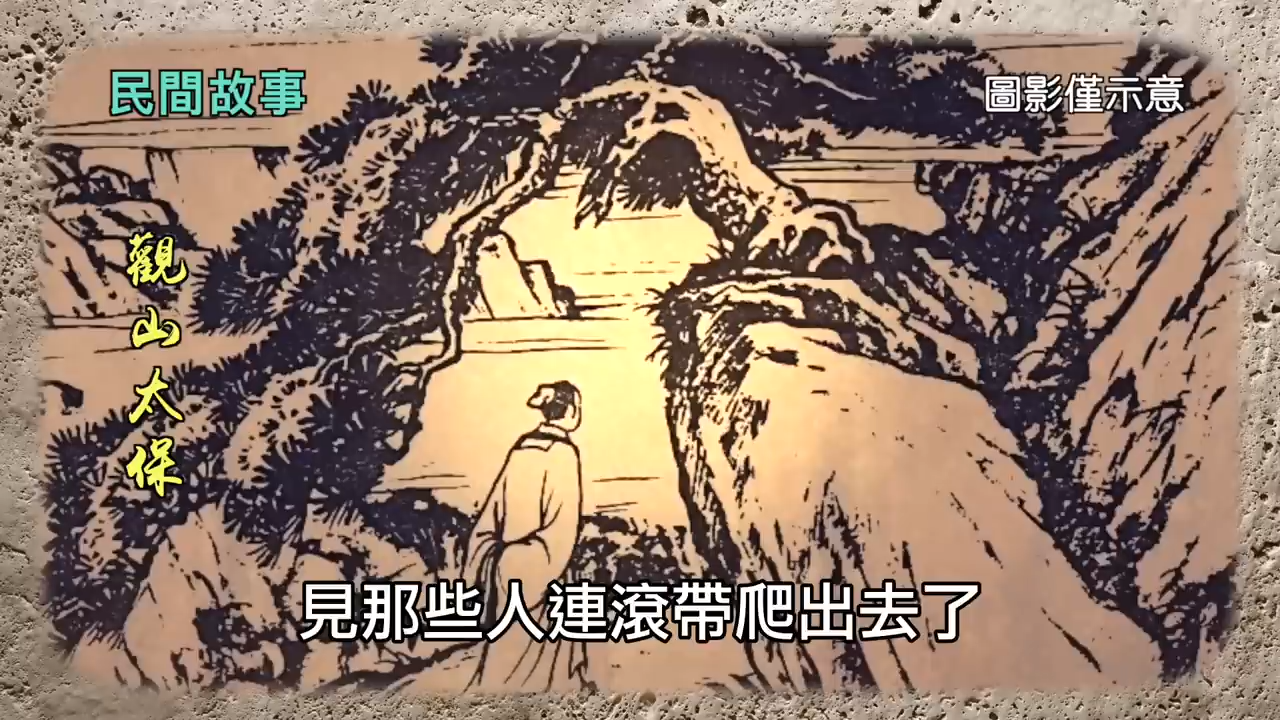 民間故事
圖影僅示意
觀山太保
見那些人連滾帶爬出去了